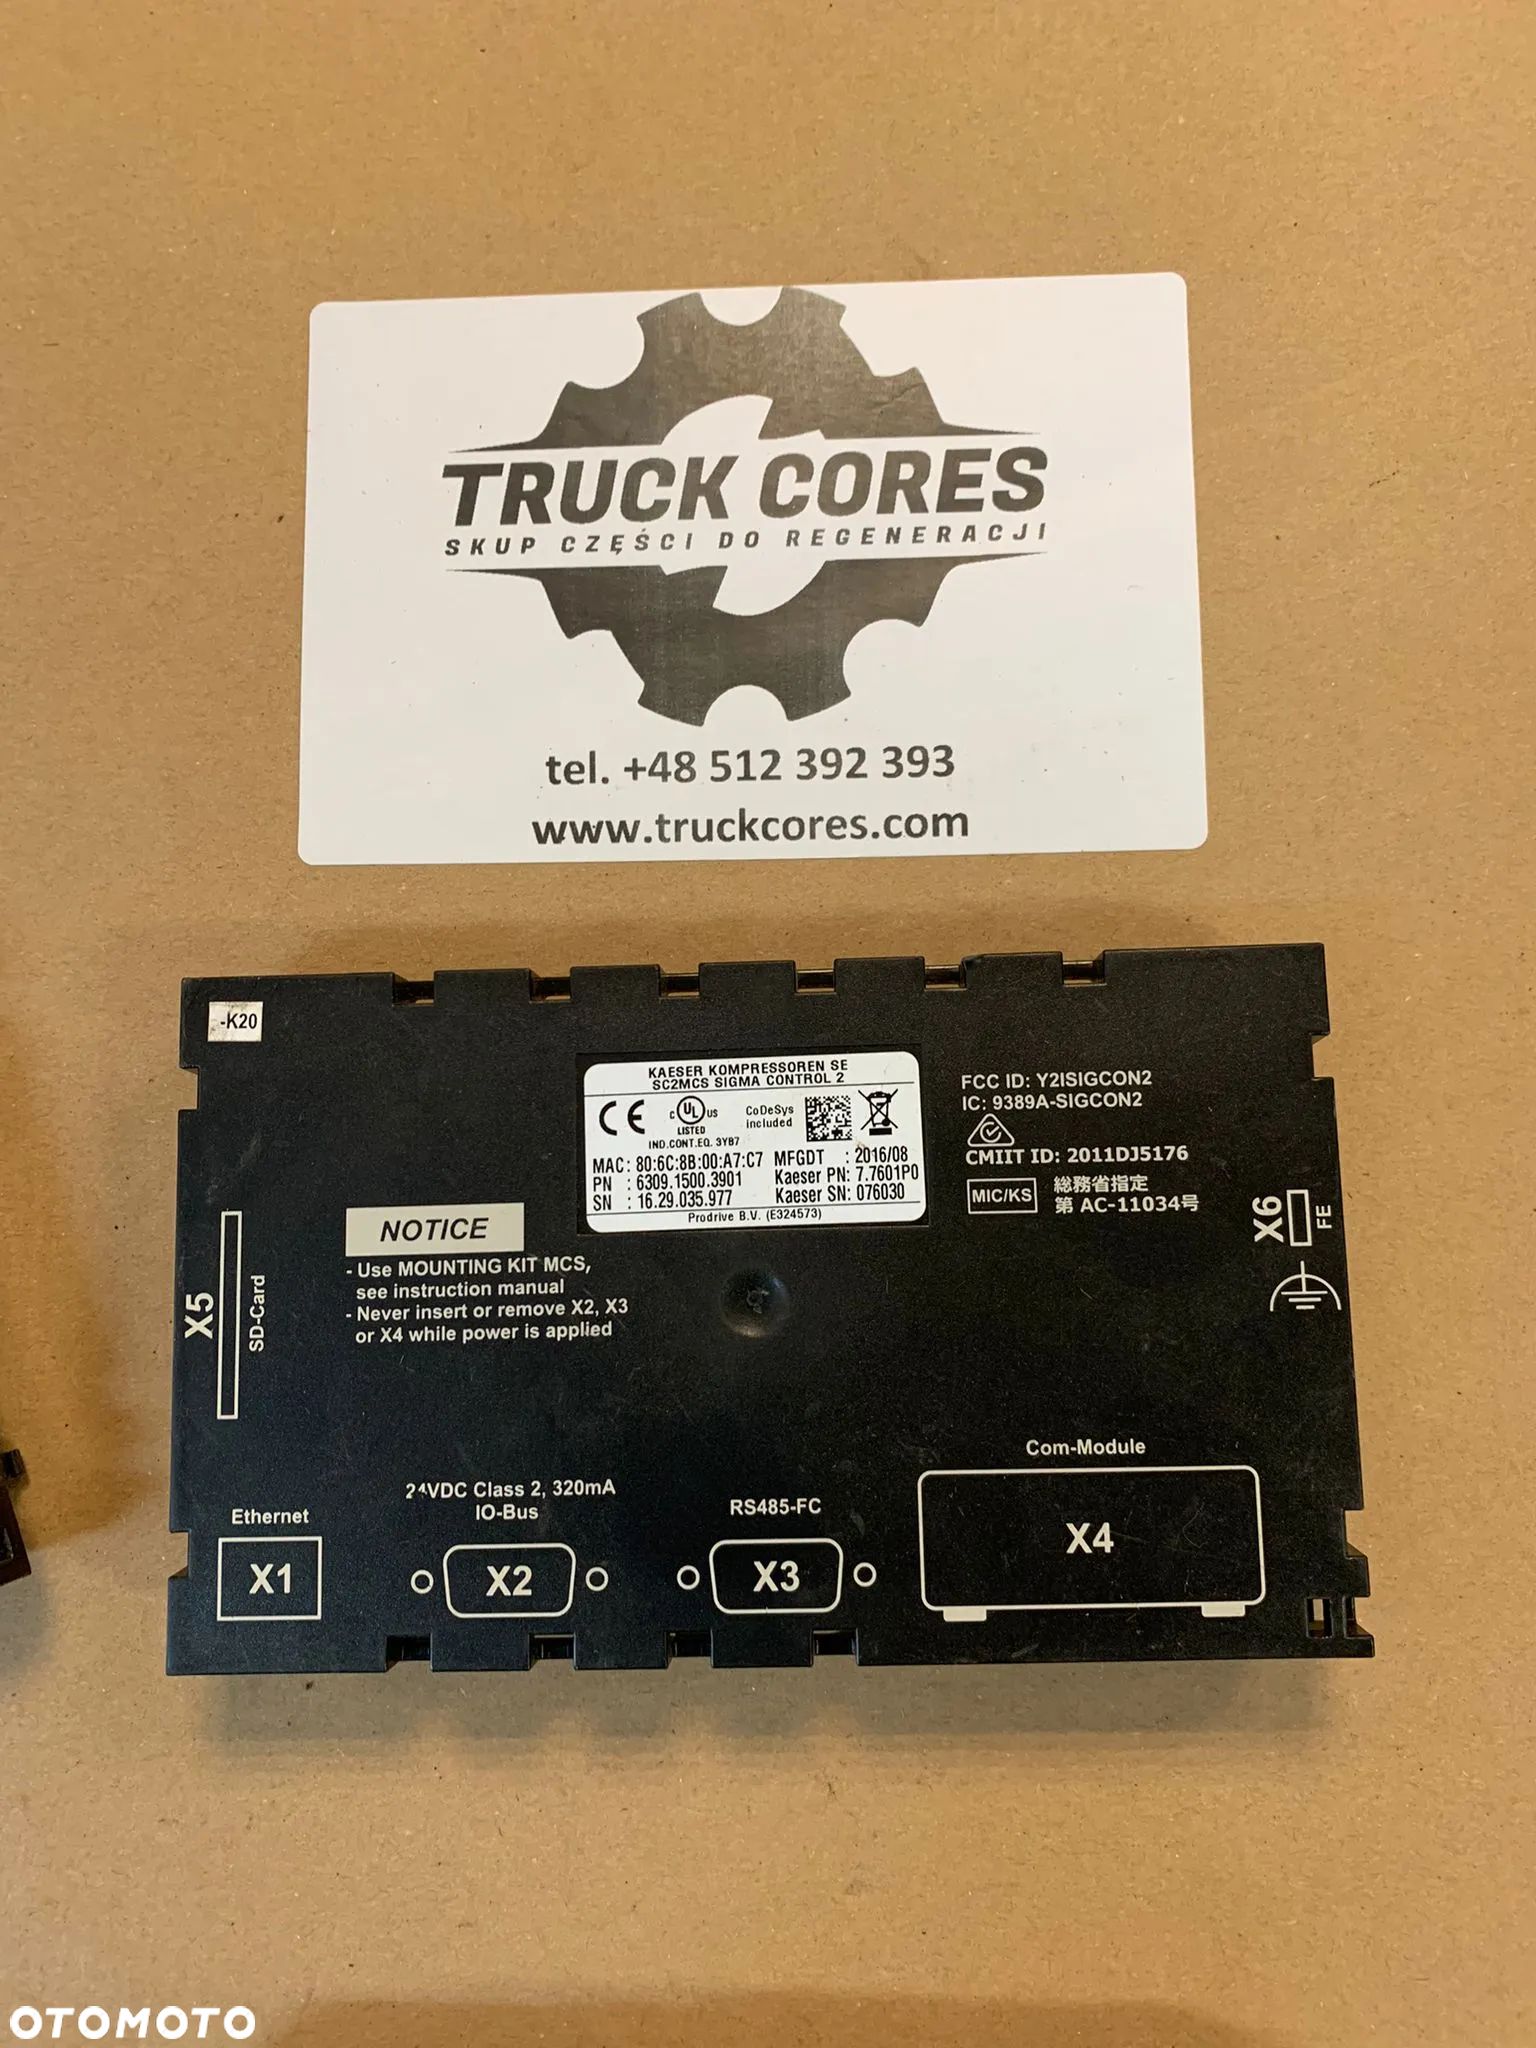 TRUCK CORES
SKUP CZĘŚCI DO REGENERACJI
tel. +48 512 392 393
www.truckcores.com
-K20
KAESER KOMPRESSOREN SE
SC2MCS SIGMA CONTROL 2
CE
C UL US
LISTED
IND.CONT.EQ. 3YB7
CoDeSys
included
MAC: 80:6C:8B:00:A7:C7
PN : 6309.1500.3901
SN : 16.29.035.977
MFGDT : 2016/08
Kaeser PN: 7.7601P0
Kaeser SN: 076030
Prodrive B.V. (E324573)
FCC ID: Y2ISIGCON2
IC: 9389A-SIGCON2
CMIIT ID: 2011DJ5176
MIC/KS
総務省指定
第 AC-11034号
NOTICE
- Use MOUNTING KIT MCS,
see instruction manual
- Never insert or remove X2, X3
or X4 while power is applied
X5
SD-Card
X6
FE
Ethernet
X1
24VDC Class 2, 320mA
IO-Bus
X2
RS485-FC
X3
Com-Module
X4
OTOMOTO